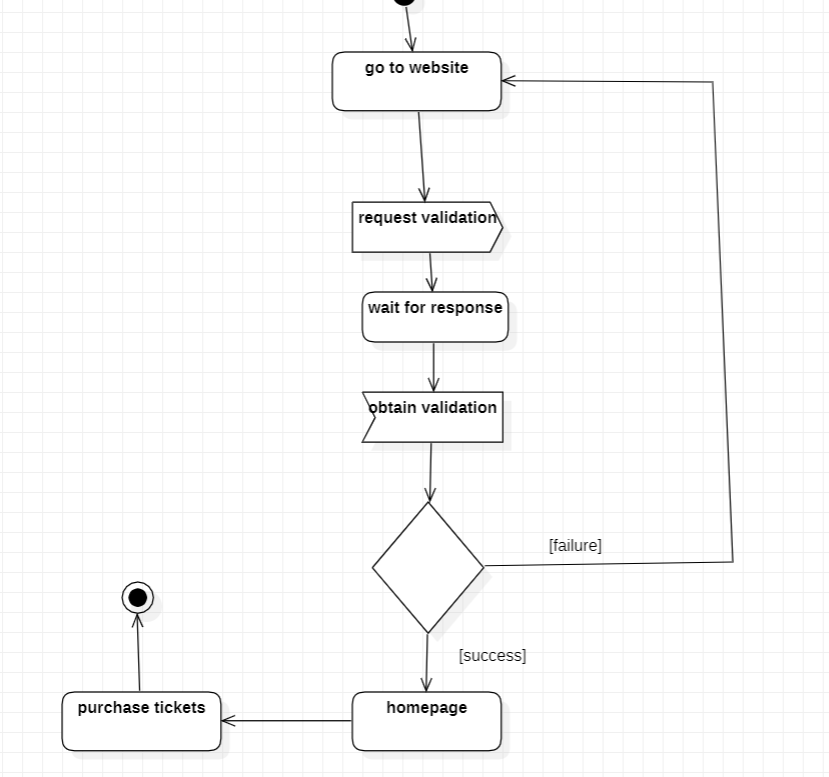 go to website
request validation
wait for response
obtain validation
[failure]
[success]
purchase tickets
homepage